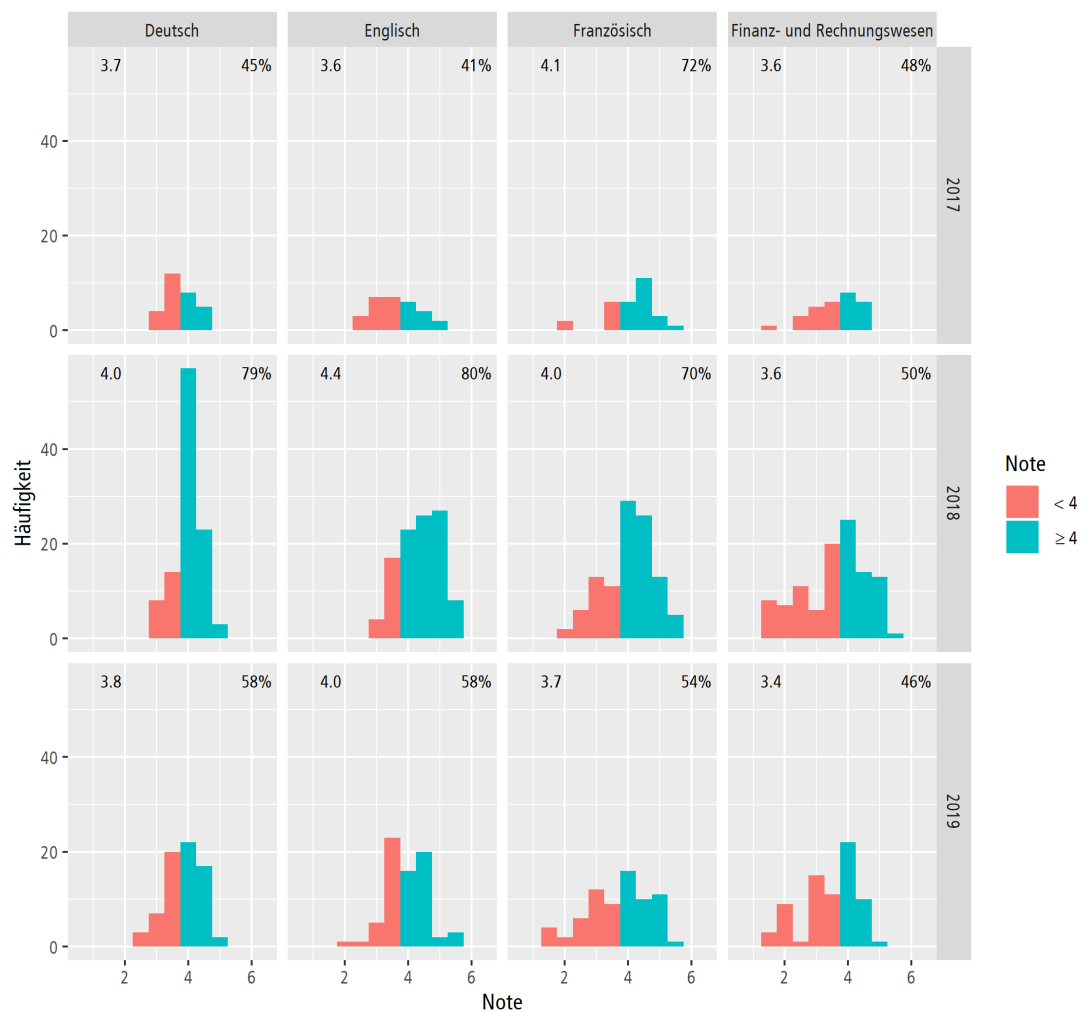 Deutsch
Englisch
Französisch
Finanz- und Rechnungswesen
3.7 45%
3.6 41%
4.1 72%
3.6 48%
40
20
0
2017
4.0 79%
4.4 80%
4.0 70%
3.6 50%
40
20
0
2018
Häufigkeit
3.8 58%
4.0 58%
3.7 54%
3.4 46%
40
20
0
2019
2 4 6
2 4 6
2 4 6
2 4 6
Note
Note
< 4
≥ 4